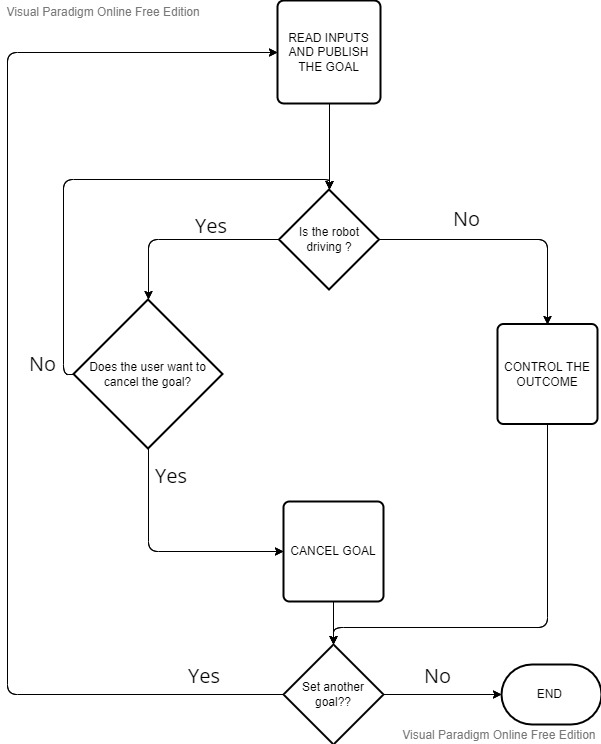 Visual Paradigm Online Free Edition
READ INPUTS
AND PUBLISH
THE GOAL
Is the robot
driving ?
Yes
No
Does the user want to
cancel the goal?
No
CONTROL THE
OUTCOME
Yes
CANCEL GOAL
Set another
goal??
Yes
No
END
Visual Paradigm Online Free Edition